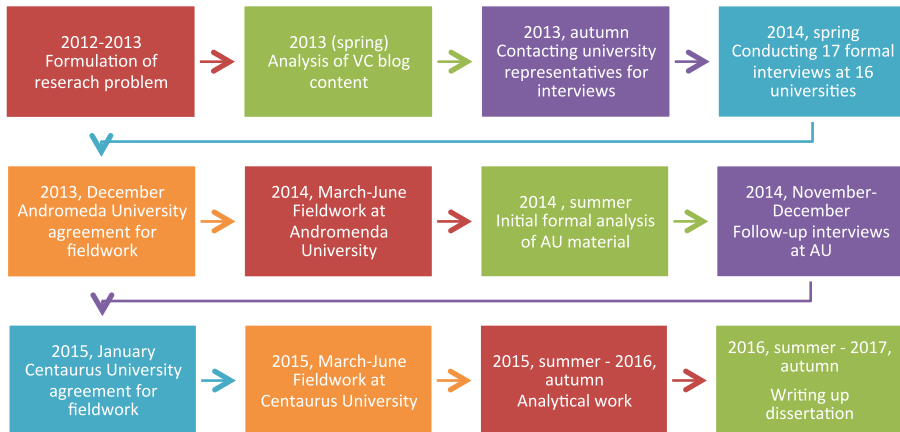 2012-2013
Formulation of
reserach problem
2013 (spring)
Analysis of VC blog
content
2013, autumn
Contacting university
representatives for
interviews
2014, spring
Conducting 17 formal
interviews at 16
universities
2013, December
Andromeda University
agreement for
fieldwork
2014, March-June
Fieldwork at
Andromenda
University
2014 , summer
Initial formal analysis
of AU material
2014, November-
December
Follow-up interviews
at AU
2015, January
Centaurus University
agreement for
fieldwork
2015, March-June
Fieldwork at
Centaurus University
2015, summer - 2016,
autumn
Analytical work
2016, summer - 2017,
autumn
Writing up
dissertation